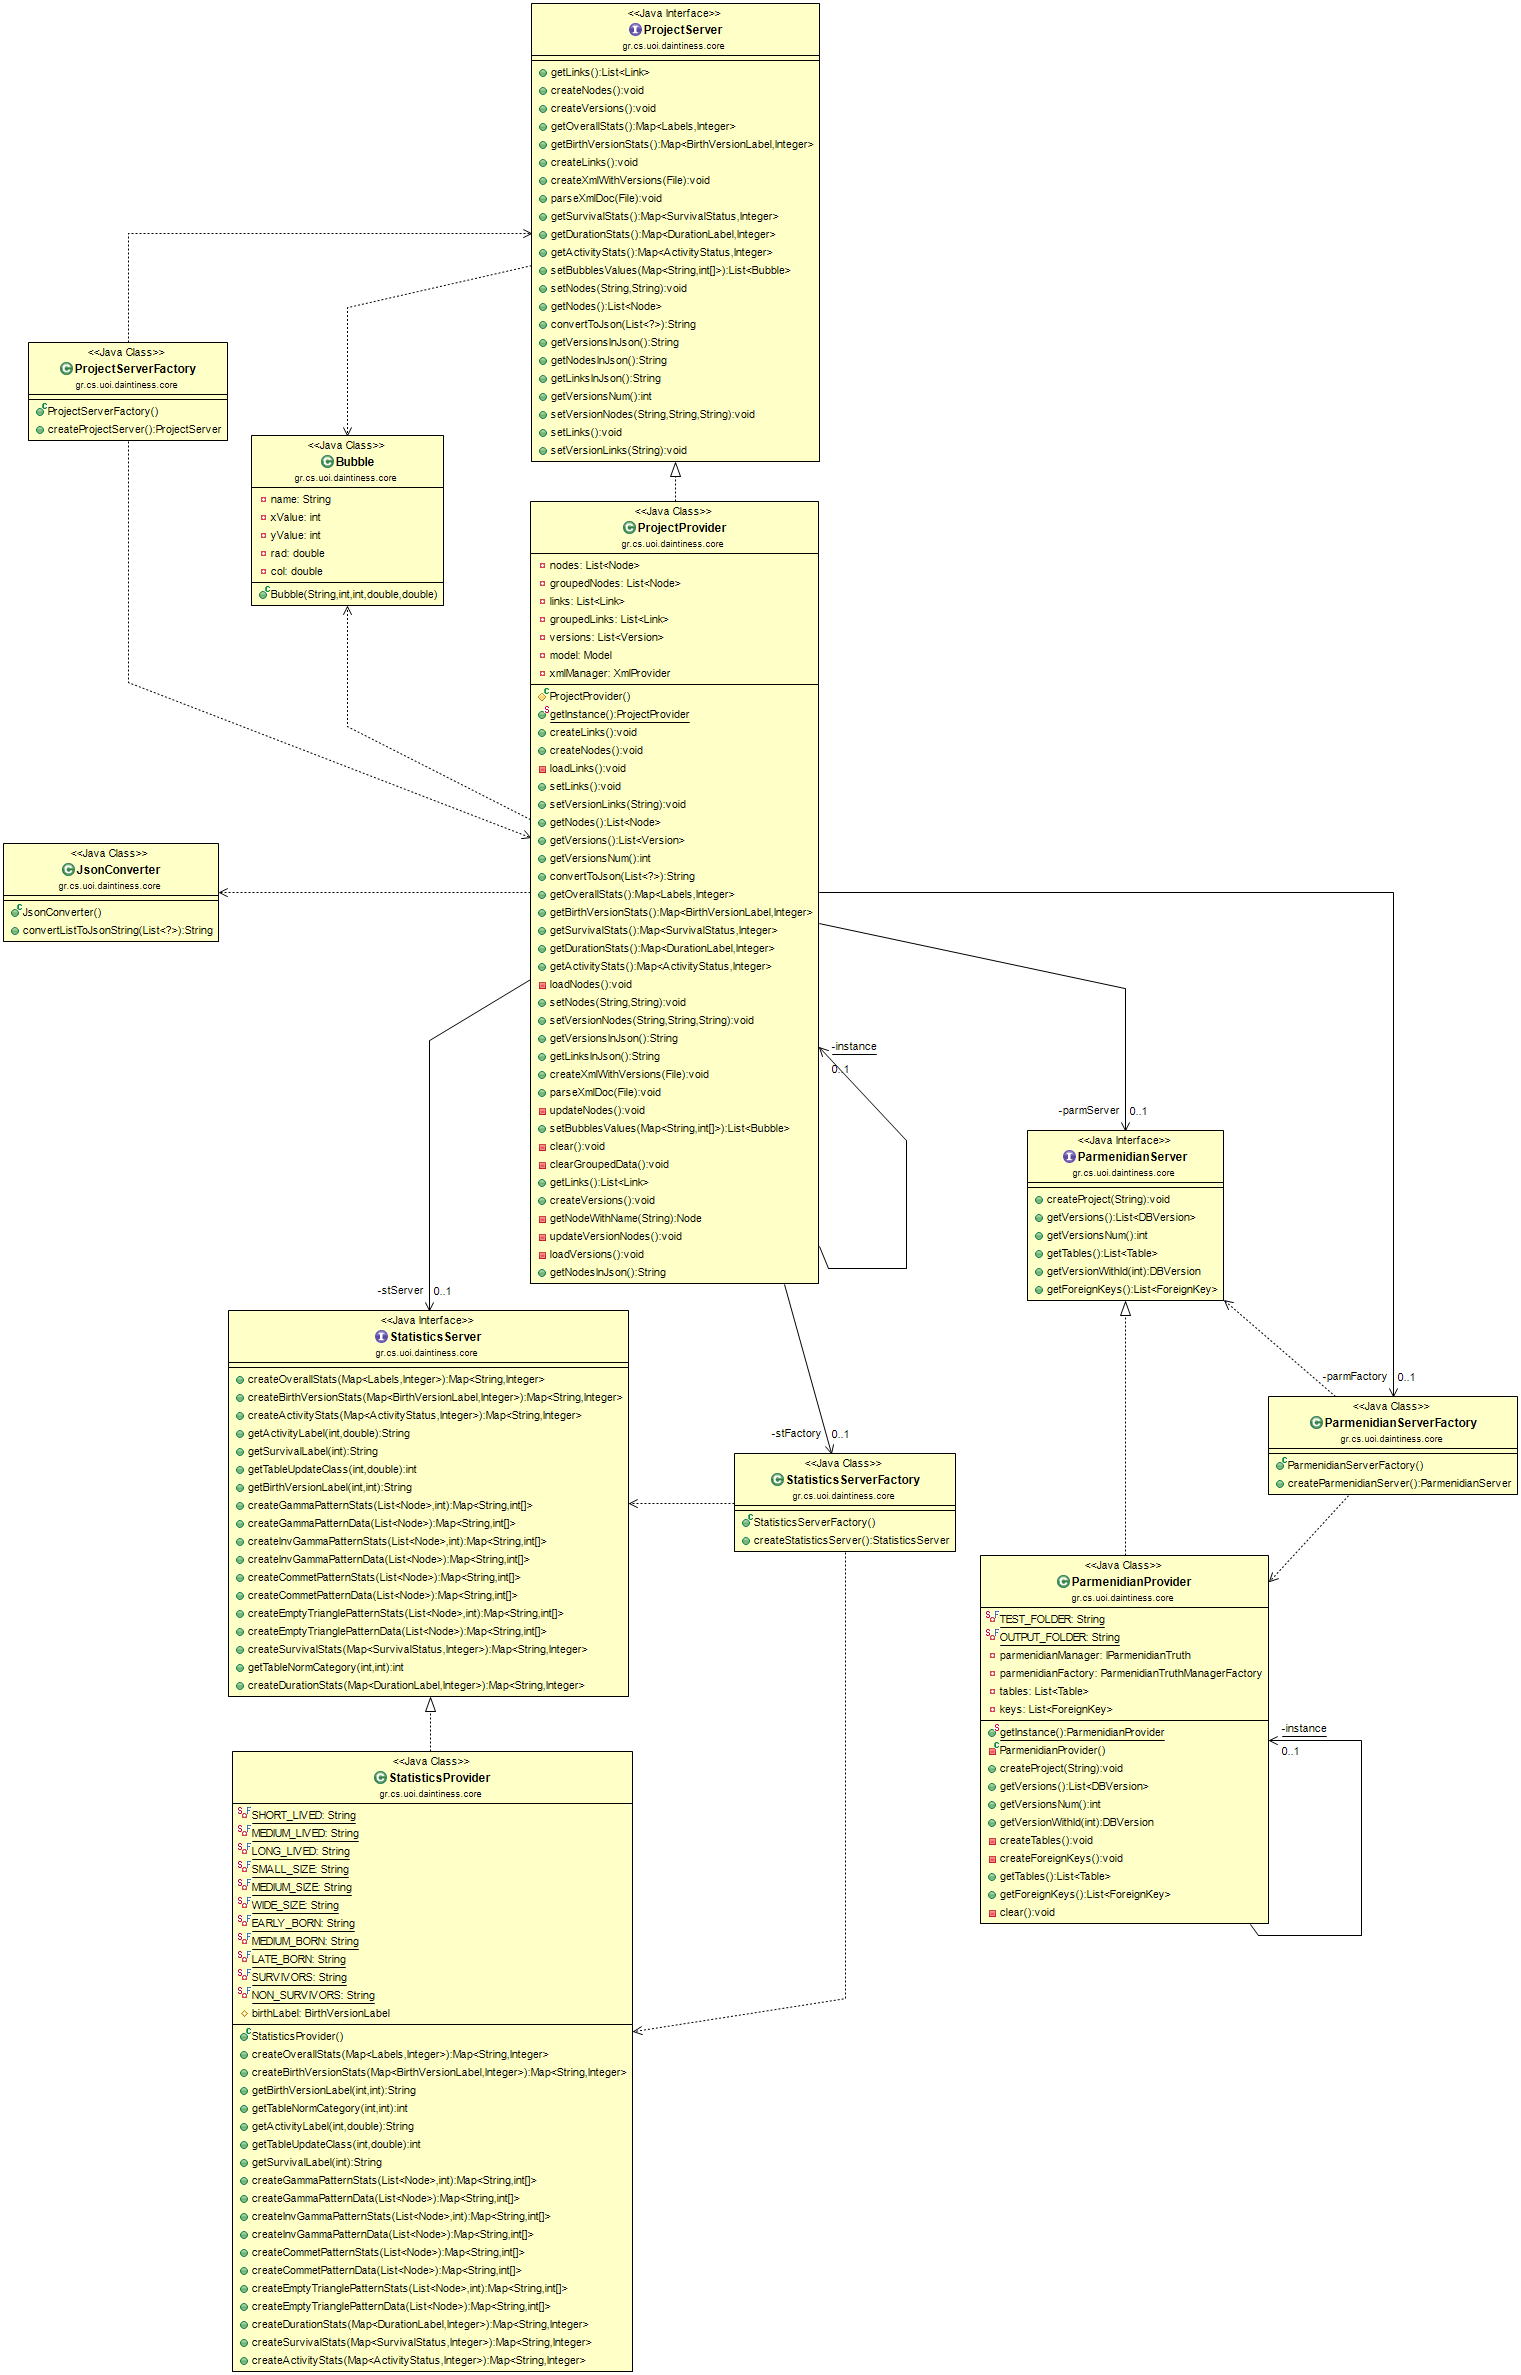 <<Java Interface>>
ProjectServer
gr.cs.uoi.daintiness.core
getLinks():List<Link>
createNodes():void
createVersions():void
getOverallStats():Map<Labels,Integer>
getBirthVersionStats():Map<BirthVersionLabel,Integer>
createLinks():void
createXmlWithVersions(File):void
parseXmlDoc(File):void
getSurvivalStats():Map<SurvivalStatus,Integer>
getDurationStats():Map<DurationLabel,Integer>
getActivityStats():Map<ActivityStatus,Integer>
setBubblesValues(Map<String,int[]>):List<Bubble>
setNodes(String,String):void
getNodes():List<Node>
convertToJson(List<?>):String
getVersionsInJson():String
getNodesInJson():String
getLinksInJson():String
getVersionsNum():int
setVersionNodes(String,String,String):void
setLinks():void
setVersionLinks(String):void
<<Java Class>>
ProjectServerFactory
gr.cs.uoi.daintiness.core
ProjectServerFactory()
createProjectServer():ProjectServer
<<Java Class>>
Bubble
gr.cs.uoi.daintiness.core
name: String
xValue: int
yValue: int
rad: double
col: double
Bubble(String,int,int,double,double)
<<Java Class>>
ProjectProvider
gr.cs.uoi.daintiness.core
nodes: List<Node>
groupedNodes: List<Node>
links: List<Link>
groupedLinks: List<Link>
versions: List<Version>
model: Model
xmlManager: XmlProvider
ProjectProvider()
getInstance():ProjectProvider
createLinks():void
createNodes():void
loadLinks():void
setLinks():void
setVersionLinks(String):void
getNodes():List<Node>
getVersions():List<Version>
getVersionsNum():int
convertToJson(List<?>):String
getOverallStats():Map<Labels,Integer>
getBirthVersionStats():Map<BirthVersionLabel,Integer>
getSurvivalStats():Map<SurvivalStatus,Integer>
getDurationStats():Map<DurationLabel,Integer>
getActivityStats():Map<ActivityStatus,Integer>
loadNodes():void
setNodes(String,String):void
setVersionNodes(String,String,String):void
getVersionsInJson():String
getLinksInJson():String
createXmlWithVersions(File):void
parseXmlDoc(File):void
updateNodes():void
setBubblesValues(Map<String,int[]>):List<Bubble>
clear():void
clearGroupedData():void
getLinks():List<Link>
createVersions():void
getNodeWithName(String):Node
updateVersionNodes():void
loadVersions():void
getNodesInJson():String
<<Java Class>>
JsonConverter
gr.cs.uoi.daintiness.core
JsonConverter()
convertListToJsonString(List<?>):String
-instance
0..1
-parmServer 0..1
<<Java Interface>>
ParmenidianServer
gr.cs.uoi.daintiness.core
createProject(String):void
getVersions():List<DBVersion>
getVersionsNum():int
getTables():List<Table>
getVersionWithId(int):DBVersion
getForeignKeys():List<ForeignKey>
-stServer 0..1
<<Java Interface>>
StatisticsServer
gr.cs.uoi.daintiness.core
createOverallStats(Map<Labels,Integer>):Map<String,Integer>
createBirthVersionStats(Map<BirthVersionLabel,Integer>):Map<String,Integer>
createActivityStats(Map<ActivityStatus,Integer>):Map<String,Integer>
getActivityLabel(int,double):String
getSurvivalLabel(int):String
getTableUpdateClass(int,double):int
getBirthVersionLabel(int,int):String
createGammaPatternStats(List<Node>,int):Map<String,int[]>
createGammaPatternData(List<Node>):Map<String,int[]>
createInvGammaPatternStats(List<Node>,int):Map<String,int[]>
createInvGammaPatternData(List<Node>):Map<String,int[]>
createCommetPatternStats(List<Node>):Map<String,int[]>
createCommetPatternData(List<Node>):Map<String,int[]>
createEmptyTrianglePatternStats(List<Node>,int):Map<String,int[]>
createEmptyTrianglePatternData(List<Node>):Map<String,int[]>
createSurvivalStats(Map<SurvivalStatus,Integer>):Map<String,Integer>
getTableNormCategory(int,int):int
createDurationStats(Map<DurationLabel,Integer>):Map<String,Integer>
-stFactory 0..1
<<Java Class>>
StatisticsServerFactory
gr.cs.uoi.daintiness.core
StatisticsServerFactory()
createStatisticsServer():StatisticsServer
-parmFactory 0..1
<<Java Class>>
ParmenidianServerFactory
gr.cs.uoi.daintiness.core
ParmenidianServerFactory()
createParmenidianServer():ParmenidianServer
<<Java Class>>
ParmenidianProvider
gr.cs.uoi.daintiness.core
TEST_FOLDER: String
OUTPUT_FOLDER: String
parmenidianManager: IParmenidianTruth
parmenidianFactory: ParmenidianTruthManagerFactory
tables: List<Table>
keys: List<ForeignKey>
getInstance():ParmenidianProvider
ParmenidianProvider()
createProject(String):void
getVersions():List<DBVersion>
getVersionsNum():int
getVersionWithId(int):DBVersion
createTables():void
createForeignKeys():void
getTables():List<Table>
getForeignKeys():List<ForeignKey>
clear():void
-instance
0..1
<<Java Class>>
StatisticsProvider
gr.cs.uoi.daintiness.core
SHORT_LIVED: String
MEDIUM_LIVED: String
LONG_LIVED: String
SMALL_SIZE: String
MEDIUM_SIZE: String
WIDE_SIZE: String
EARLY_BORN: String
MEDIUM_BORN: String
LATE_BORN: String
SURVIVORS: String
NON_SURVIVORS: String
birthLabel: BirthVersionLabel
StatisticsProvider()
createOverallStats(Map<Labels,Integer>):Map<String,Integer>
createBirthVersionStats(Map<BirthVersionLabel,Integer>):Map<String,Integer>
getBirthVersionLabel(int,int):String
getTableNormCategory(int,int):int
getActivityLabel(int,double):String
getTableUpdateClass(int,double):int
getSurvivalLabel(int):String
createGammaPatternStats(List<Node>,int):Map<String,int[]>
createGammaPatternData(List<Node>):Map<String,int[]>
createInvGammaPatternStats(List<Node>,int):Map<String,int[]>
createInvGammaPatternData(List<Node>):Map<String,int[]>
createCommetPatternStats(List<Node>):Map<String,int[]>
createCommetPatternData(List<Node>):Map<String,int[]>
createEmptyTrianglePatternStats(List<Node>,int):Map<String,int[]>
createEmptyTrianglePatternData(List<Node>):Map<String,int[]>
createDurationStats(Map<DurationLabel,Integer>):Map<String,Integer>
createSurvivalStats(Map<SurvivalStatus,Integer>):Map<String,Integer>
createActivityStats(Map<ActivityStatus,Integer>):Map<String,Integer>